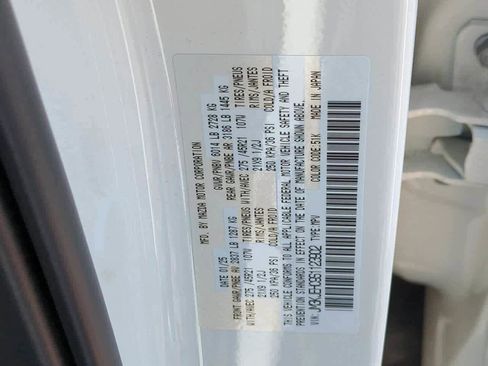 MFD. BY MAZDA MOTOR CORPORATION
DATE: 01/25 GVWR/PNBV 6014 LB 2728 KG
FRONT GAWR/PNBE AV 2837 LB 1287 KG REAR GAWR/PNBE AR 3186 LB 1445 KG
TIRES/PNEUS WITH/AVEC 275 /45R21 107V TIRES/PNEUS WITH/AVEC 275 /45R21 107V
RIMS/JANTES 21X9 1/2J RIMS/JANTES 21X9 1/2J
COLD/A FROID 250 KPA/36 PSI COLD/A FROID 250 KPA/36 PSI
THIS VEHICLE CONFORMS TO ALL APPLICABLE FEDERAL MOTOR VEHICLE SAFETY AND THEFT
PREVENTION STANDARDS IN EFFECT ON THE DATE OF MANUFACTURE SHOWN ABOVE.
VIN: TYPE: MPV COLOR CODE: 51K MADE IN JAPAN